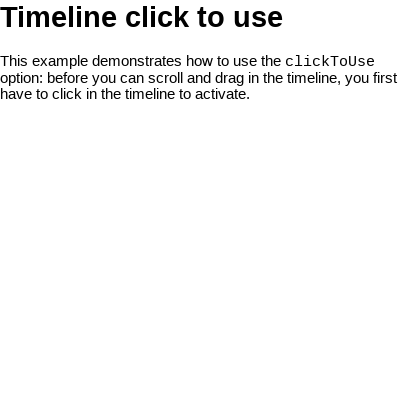 Timeline click to use
This example demonstrates how to use the clickToUse
option: before you can scroll and drag in the timeline, you first
have to click in the timeline to activate.